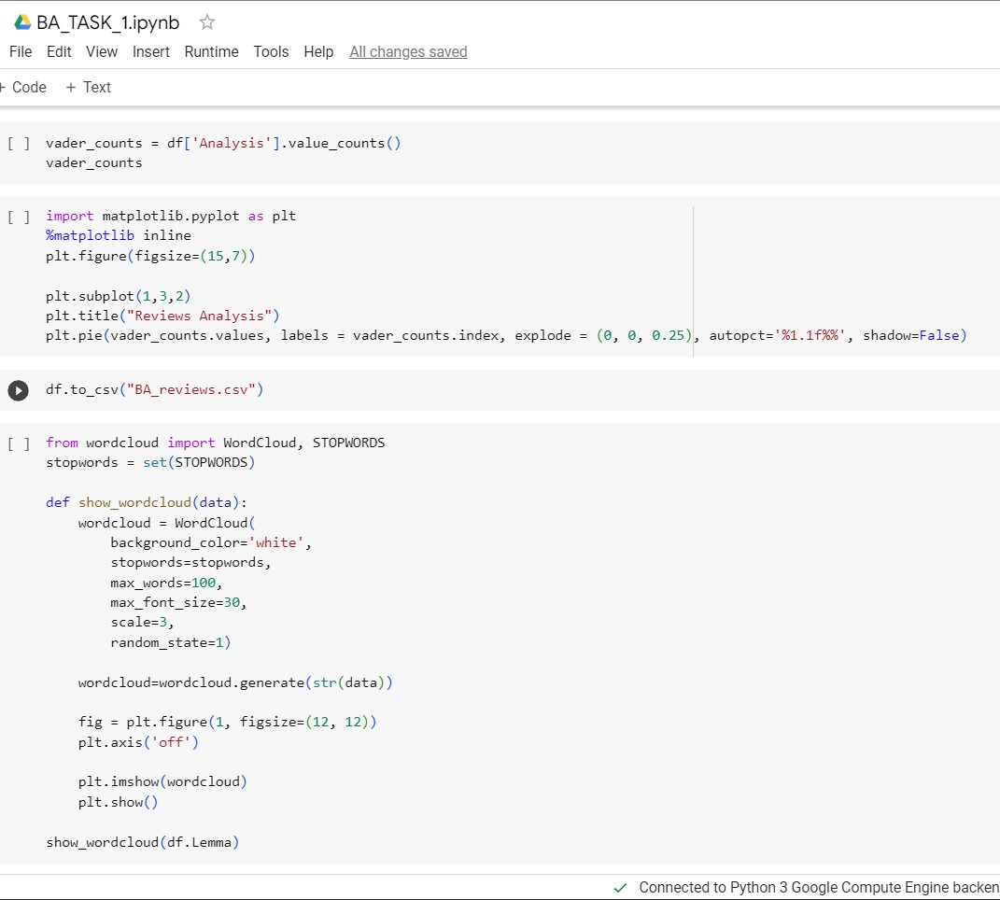 BA_TASK_1.ipynb
File Edit View Insert Runtime Tools Help All changes saved
+ Code + Text
[ ] vader_counts = df['Analysis'].value_counts()
vader_counts
[ ] import matplotlib.pyplot as plt
%matplotlib inline
plt.figure(figsize=(15,7))
plt.subplot(1,3,2)
plt.title("Reviews Analysis")
plt.pie(vader_counts.values, labels = vader_counts.index, explode = (0, 0, 0.25), autopct='%1.1f%%', shadow=False)
df.to_csv("BA_reviews.csv")
[ ] from wordcloud import WordCloud, STOPWORDS
stopwords = set(STOPWORDS)
def show_wordcloud(data):
    wordcloud = WordCloud(
        background_color='white',
        stopwords=stopwords,
        max_words=100,
        max_font_size=30,
        scale=3,
        random_state=1)
    wordcloud=wordcloud.generate(str(data))
    fig = plt.figure(1, figsize=(12, 12))
    plt.axis('off')
    plt.imshow(wordcloud)
    plt.show()
show_wordcloud(df.Lemma)
Connected to Python 3 Google Compute Engine backen